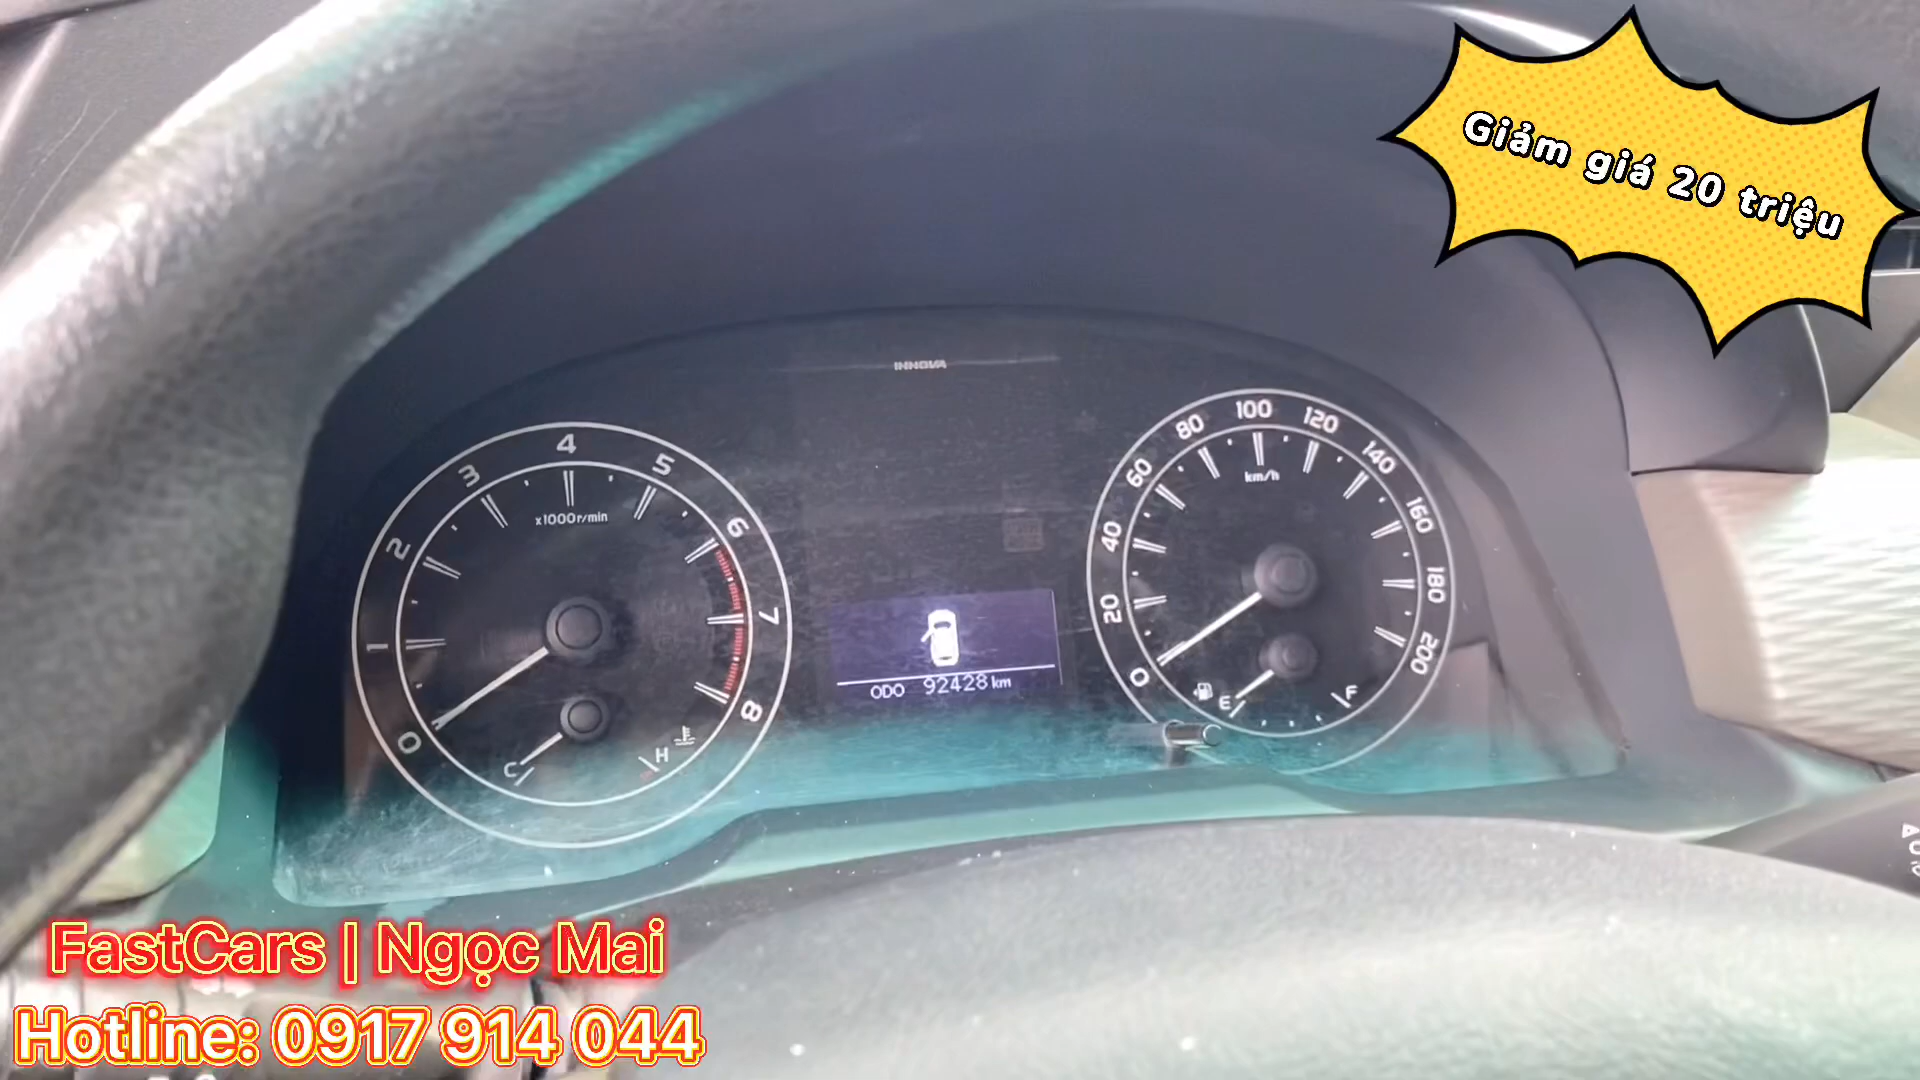 Giảm giá 20 triệu
INNOVA
0 1 2 3 4 5 6 7 8
x1000r/min
C H
0 20 40 60 80 100 120 140 160 180 200
km/h
E F
ODO 92428 km
FastCars | Ngọc Mai
Hotline: 0917 914 044